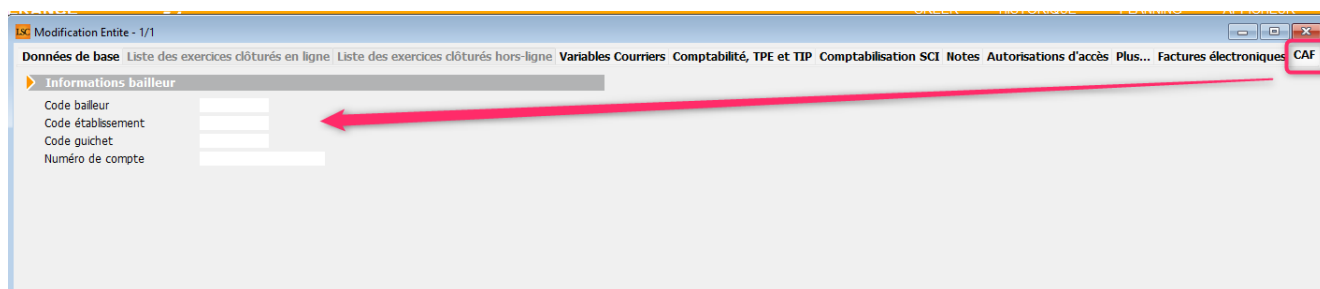 LSC Modification Entite - 1/1
Données de base Liste des exercices clôturés en ligne Liste des exercices clôturés hors-ligne Variables Courriers Comptabilité, TPE et TIP Comptabilisation SCI Notes Autorisations d'accès Plus... Factures électroniques CAF
Informations bailleur
Code bailleur
Code établissement
Code guichet
Numéro de compte